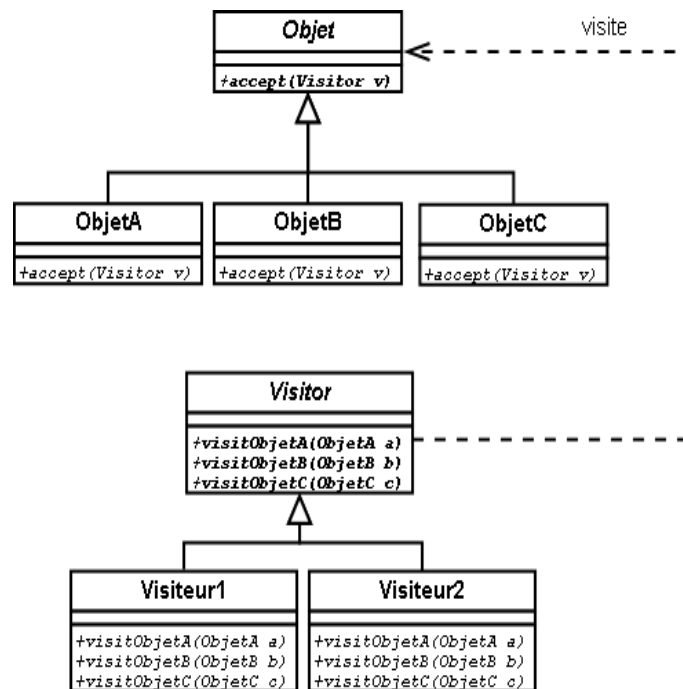 Objet
visite
+accept(Visitor v)
ObjetA
ObjetB
ObjetC
+accept(Visitor v)
+accept(Visitor v)
+accept(Visitor v)
Visitor
+visitObjetA(ObjetA a)
+visitObjetB(ObjetB b)
+visitObjetC(ObjetC c)
Visiteur1
+visitObjetA(ObjetA a)
+visitObjetB(ObjetB b)
+visitObjetC(ObjetC c)
Visiteur2
+visitObjetA(ObjetA a)
+visitObjetB(ObjetB b)
+visitObjetC(ObjetC c)